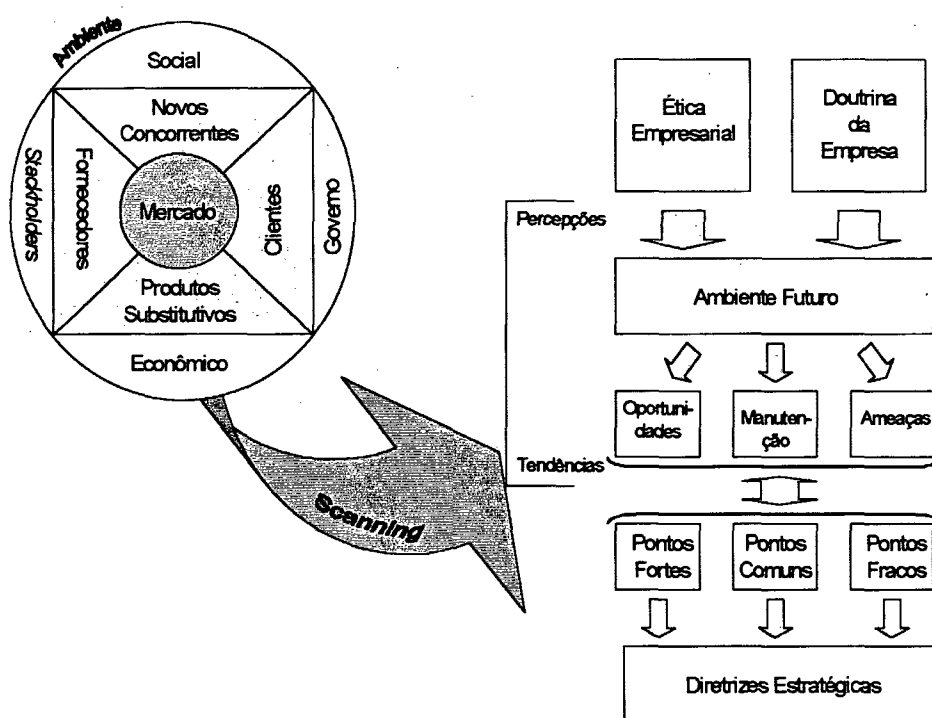 Ambiente
Social
Novos
Concorrentes
Stackholders
Fornecedores
Mercado
Clientes
Governo
Produtos
Substitutivos
Econômico
Scanning
Ética
Empresarial
Doutrina
da
Empresa
Percepções
Ambiente Futuro
Oportuni-
dades
Manuten-
ção
Ameaças
Tendências
Pontos
Fortes
Pontos
Comuns
Pontos
Fracos
Diretrizes Estratégicas